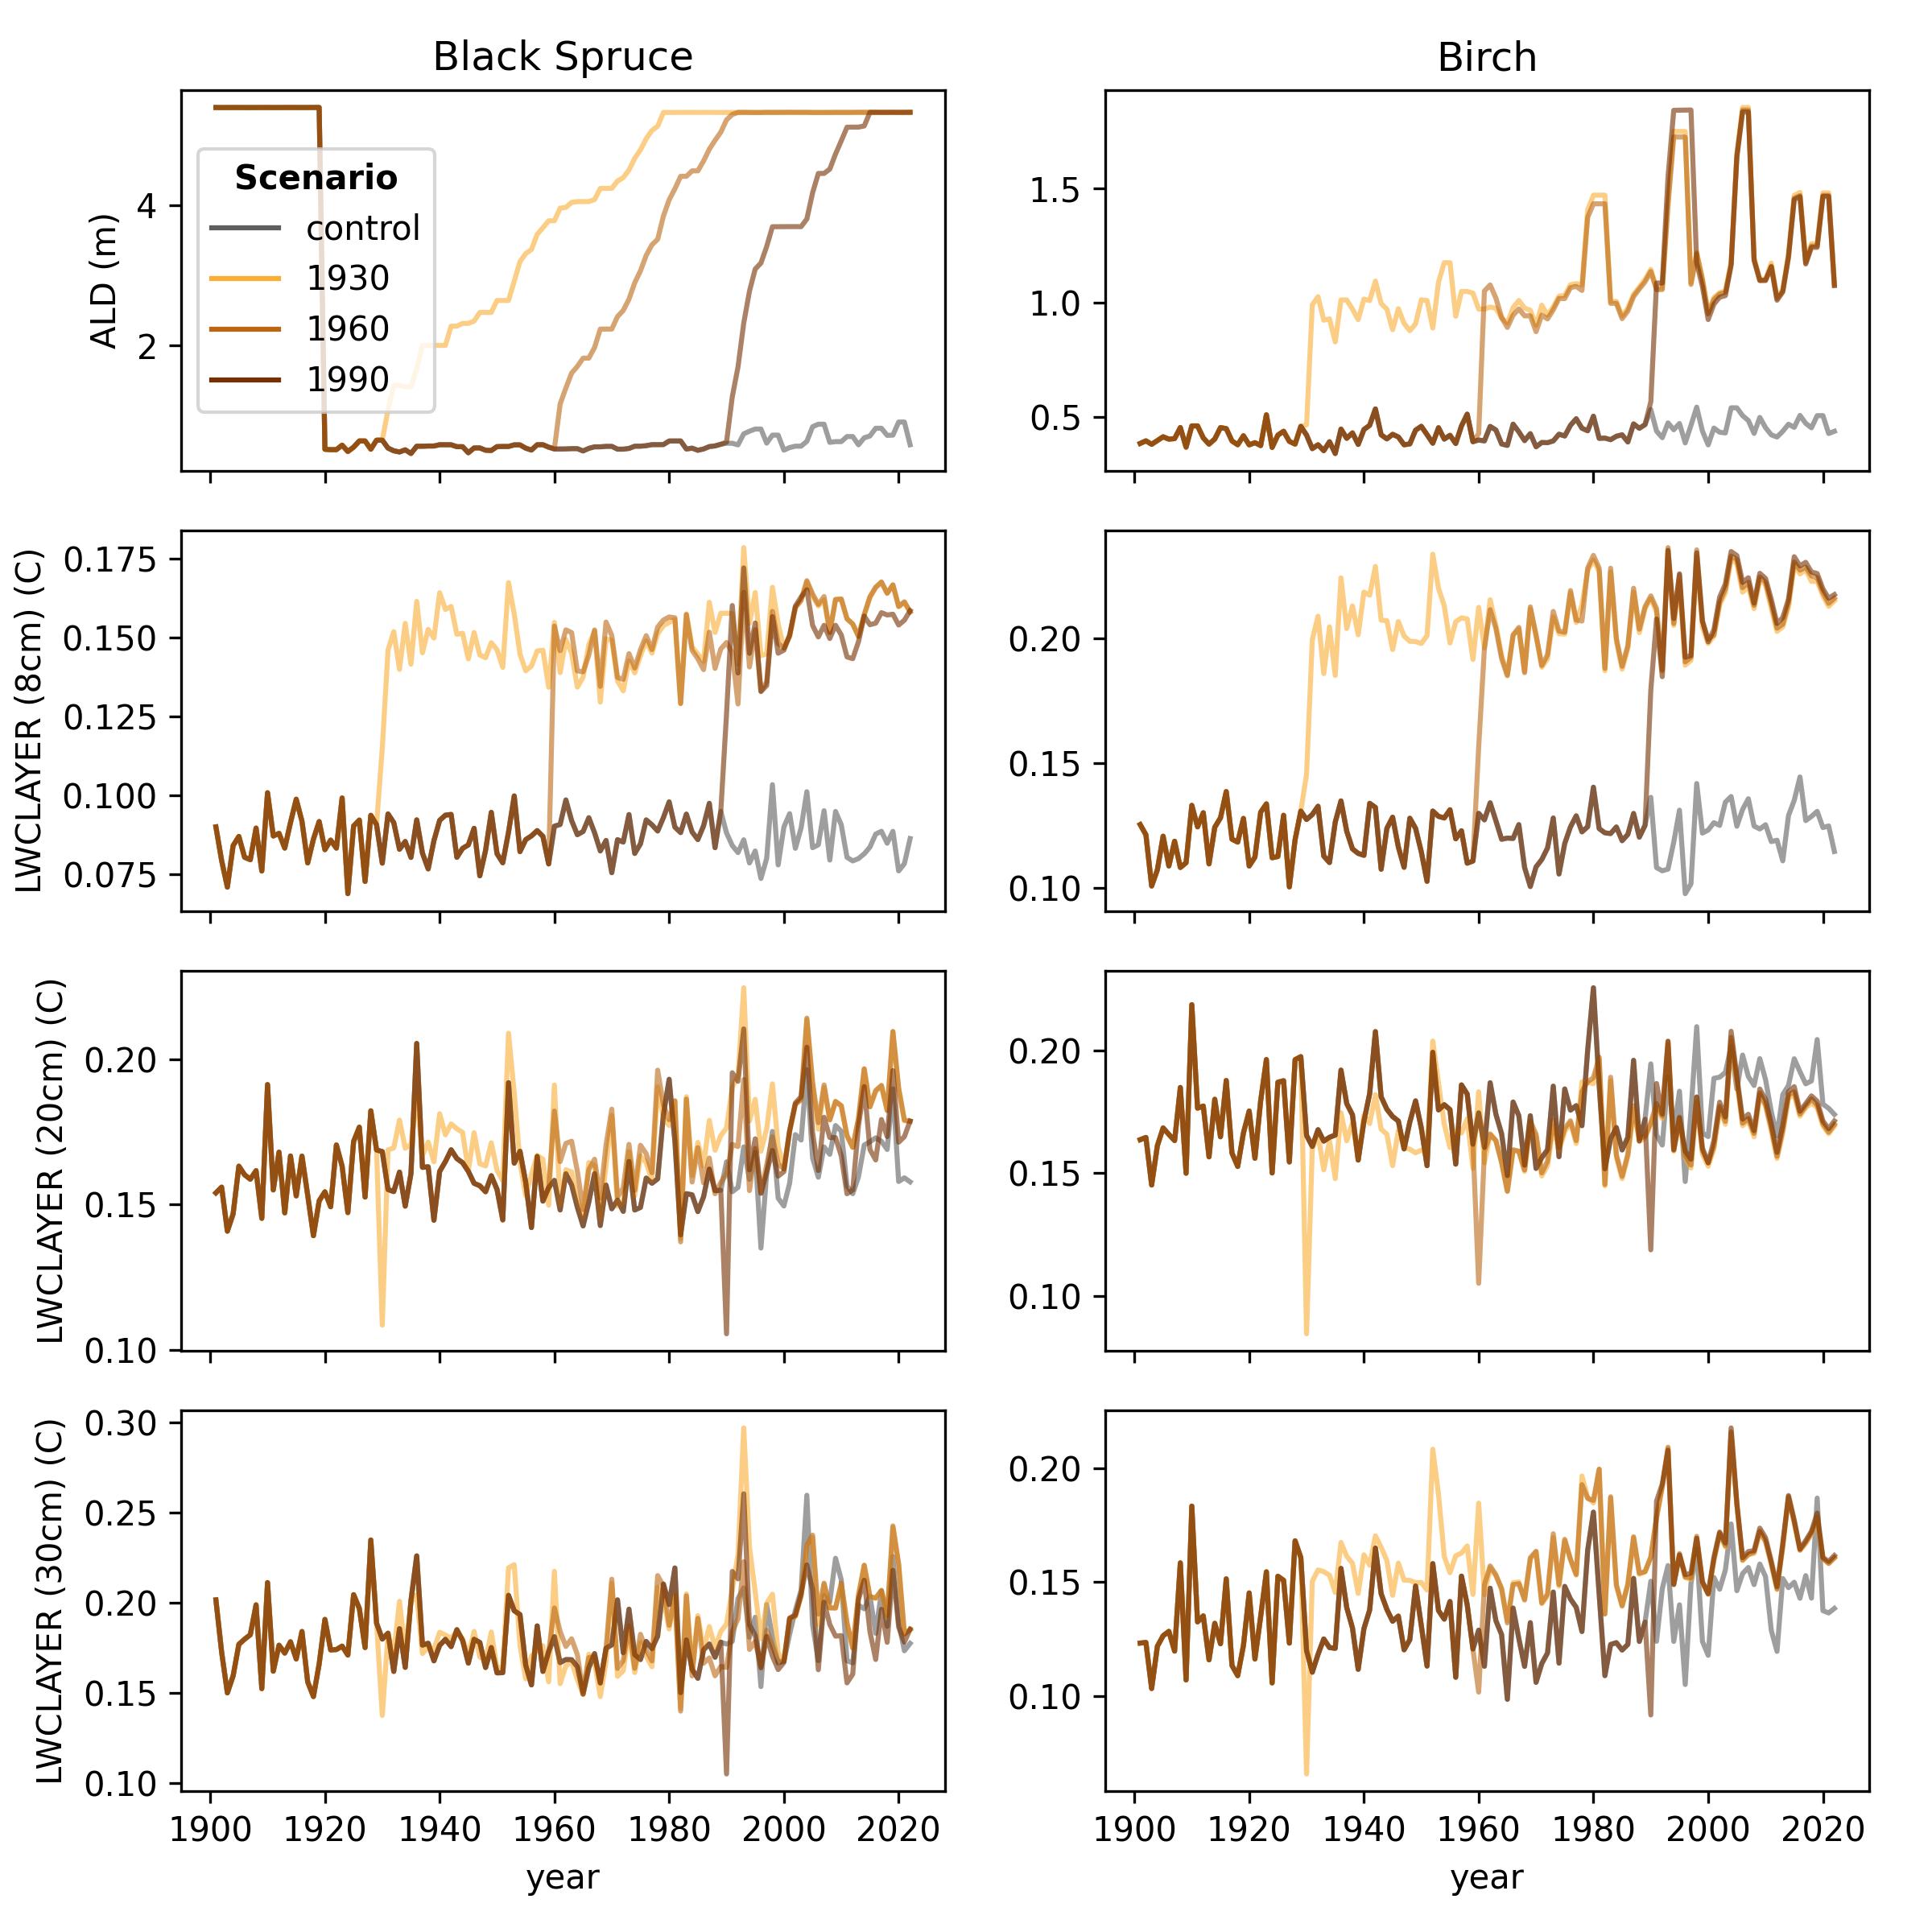 Black Spruce
Birch
ALD (m)
4
2
Scenario
control
1930
1960
1990
1.5
1.0
0.5
LWCLAYER (8cm) (C)
0.175
0.150
0.125
0.100
0.075
0.20
0.15
0.10
LWCLAYER (20cm) (C)
0.20
0.15
0.10
0.20
0.15
0.10
LWCLAYER (30cm) (C)
0.30
0.25
0.20
0.15
0.10
0.20
0.15
0.10
1900 1920 1940 1960 1980 2000 2020
year
1900 1920 1940 1960 1980 2000 2020
year